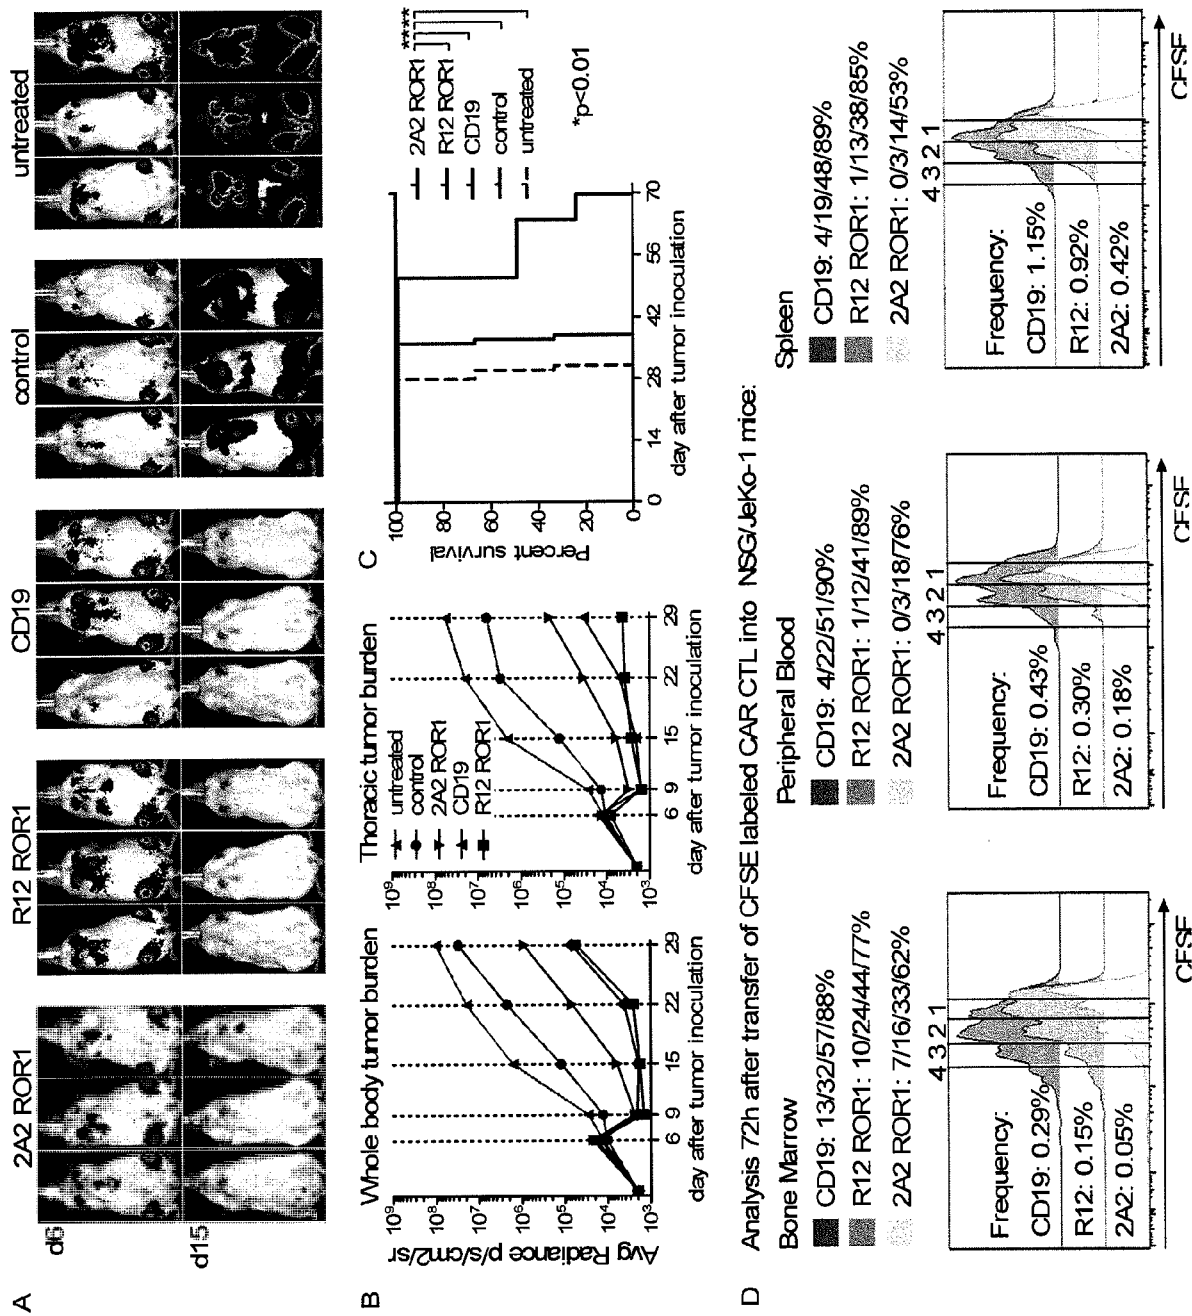 A
2A2 ROR1
R12 ROR1
CD19
control
untreated
d6
d15
B
Whole body tumor burden
Avg Radiance p/s/cm2/sr
10^9
10^8
10^7
10^6
10^-5
10^-4
10^-3
6 9 15 22 29
day after tumor inoculation
Thoracic tumor burden
10^9
10^8
10^7
10^6
10^-5
10^-4
10^-3
untreated
control
2A2 ROR1
CD19
R12 ROR1
6 9 15 22 29
day after tumor inoculation
C
Percent survival
100
80
60
40
20
0
0 14 28 42 56 70
day after tumor inoculation
2A2 ROR1
R12 ROR1
CD19
control
untreated
****
*p<0.01
D Analysis 72h after transfer of CFSE labeled CAR CTL into NSG/JeKo-1 mice:
Bone Marrow
CD19: 13/32/57/88%
R12 ROR1: 10/24/44/77%
2A2 ROR1: 7/16/33/62%
4 3 2 1
Frequency:
CD19: 0.29%
R12: 0.15%
2A2: 0.05%
CFSE
Peripheral Blood
CD19: 4/22/51/90%
R12 ROR1: 1/12/41/89%
2A2 ROR1: 0/3/18/76%
4 3 2 1
Frequency:
CD19: 0.43%
R12: 0.30%
2A2: 0.18%
CFSE
Spleen
CD19: 4/19/48/89%
R12 ROR1: 1/13/38/85%
2A2 ROR1: 0/3/14/53%
4 3 2 1
Frequency:
CD19: 1.15%
R12: 0.92%
2A2: 0.42%
CFSE